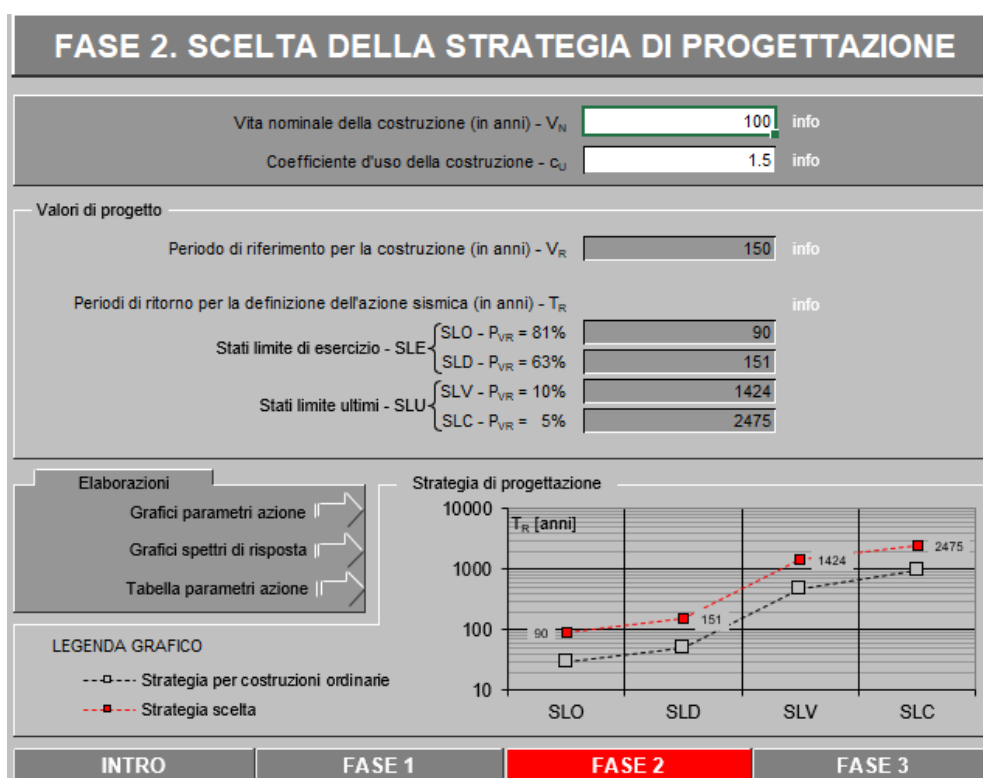 FASE 2. SCELTA DELLA STRATEGIA DI PROGETTAZIONE
Vita nominale della costruzione (in anni) - VN 100 info
Coefficiente d'uso della costruzione - cU 1.5 info
Valori di progetto
Periodo di riferimento per la costruzione (in anni) - VR 150 info
Periodi di ritorno per la definizione dell'azione sismica (in anni) - TR info
Stati limite di esercizio - SLE
SLO - PVR = 81% 90
SLD - PVR = 63% 151
Stati limite ultimi - SLU
SLV - PVR = 10% 1424
SLC - PVR = 5% 2475
Elaborazioni
Grafici parametri azione
Grafici spettri di risposta
Tabella parametri azione
LEGENDA GRAFICO
Strategia per costruzioni ordinarie
Strategia scelta
Strategia di progettazione
TR [anni]
10000
1000
100
10
90
151
1424
2475
SLO SLD SLV SLC
INTRO FASE 1 FASE 2 FASE 3